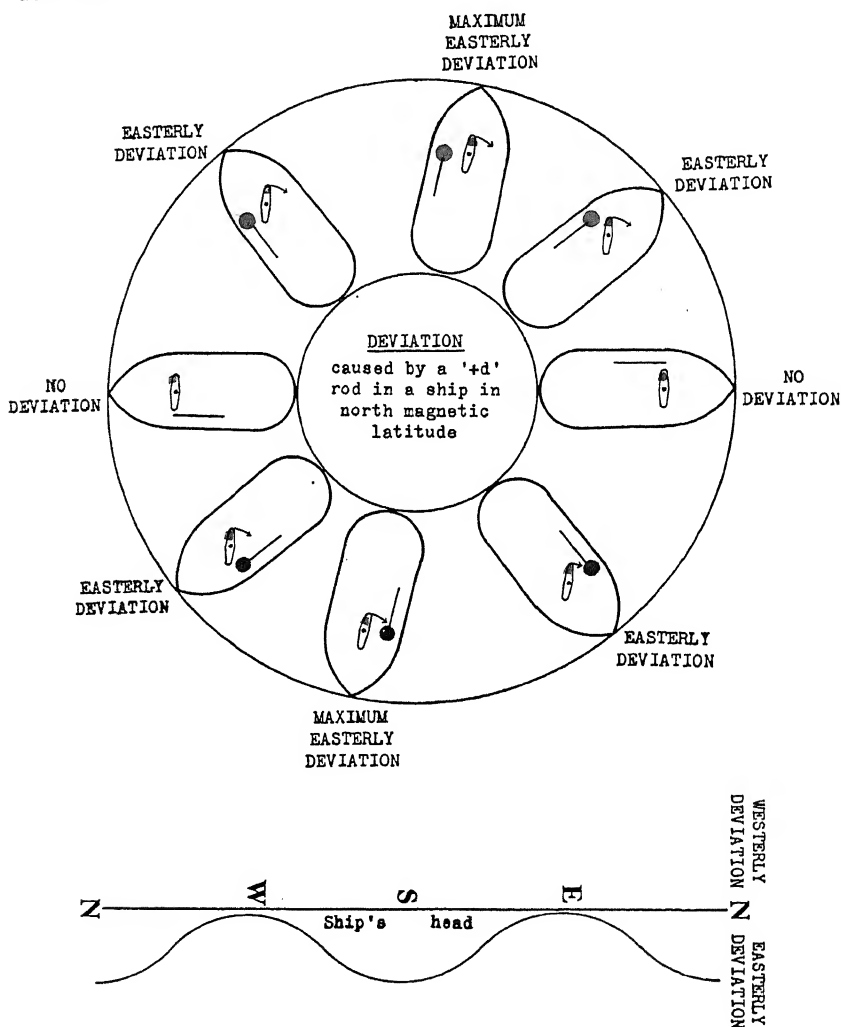 MAXIMUM
EASTERLY
DEVIATION
EASTERLY
DEVIATION
EASTERLY
DEVIATION
NO
DEVIATION
DEVIATION
caused by a '+d'
rod in a ship in
north magnetic
latitude
NO
DEVIATION
EASTERLY
DEVIATION
EASTERLY
DEVIATION
MAXIMUM
EASTERLY
DEVIATION
WESTERLY
DEVIATION
N W S E N
Ship's head
EASTERLY
DEVIATION